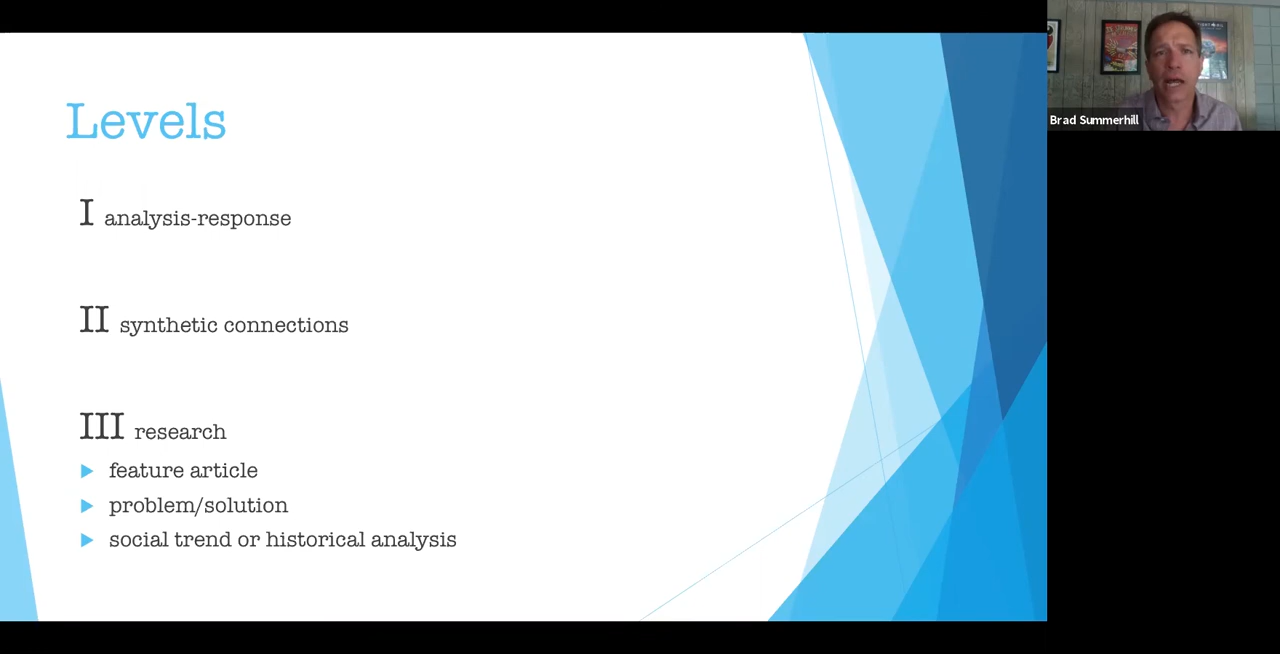 Levels
I analysis-response
II synthetic connections
III research
feature article
problem/solution
social trend or historical analysis
Brad Summerhill